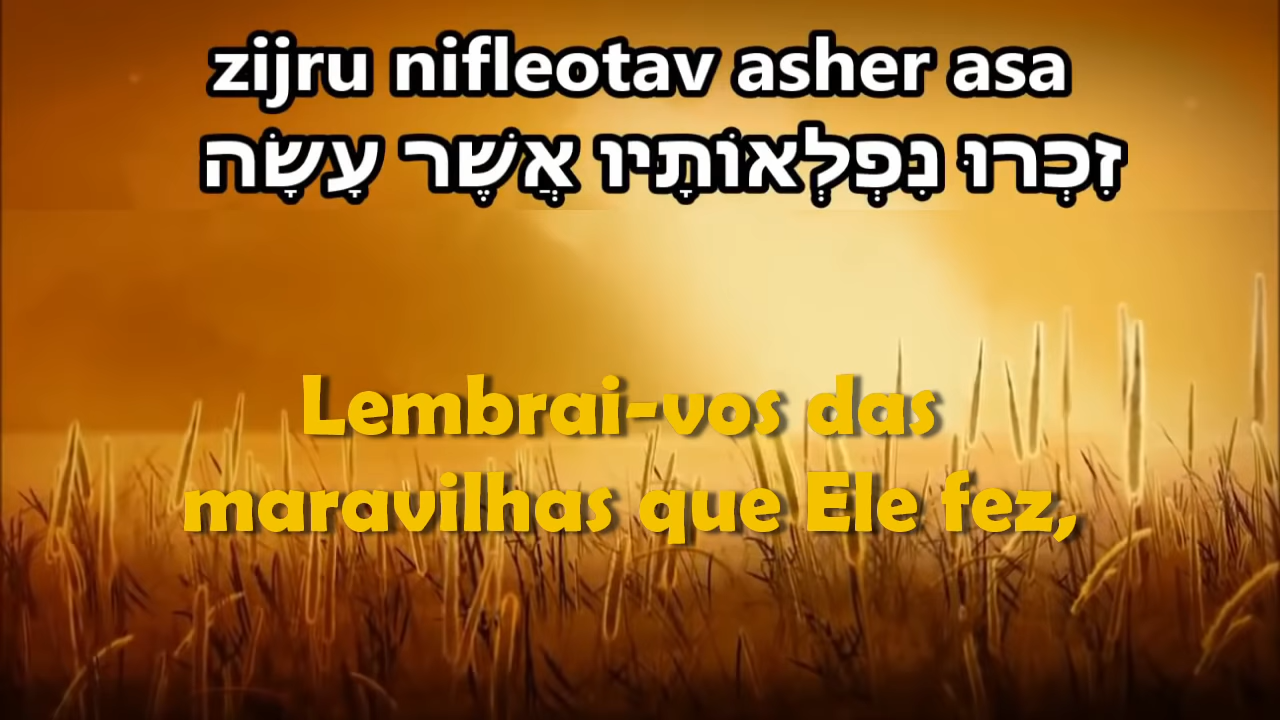 zijru nifleotav asher asa
זִכְרוּ נִפְלְאוֹתָיו אֲשֶׁר עָשָׂה
Lembrai-vos das
maravilhas que Ele fez,